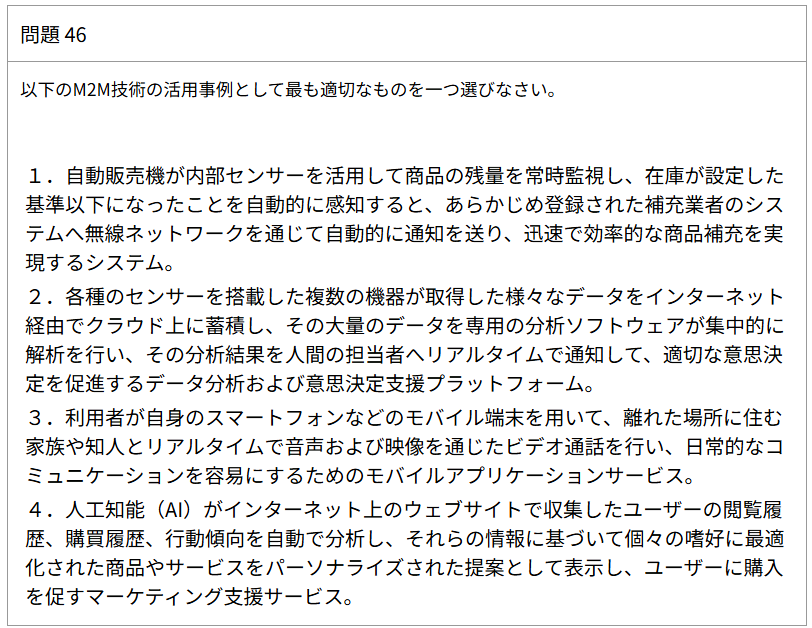 問題 46
以下のM2M技術の活用事例として最も適切なものを一つ選びなさい。
１．自動販売機が内部センサーを活用して商品の残量を常時監視し、在庫が設定した
基準以下になったことを自動的に感知すると、あらかじめ登録された補充業者のシス
テムへ無線ネットワークを通じて自動的に通知を送り、迅速で効率的な商品補充を実
現するシステム。
２．各種のセンサーを搭載した複数の機器が取得した様々なデータをインターネット
経由でクラウド上に蓄積し、その大量のデータを専用の分析ソフトウェアが集中的に
解析を行い、その分析結果を人間の担当者へリアルタイムで通知して、適切な意思決
定を促進するデータ分析および意思決定支援プラットフォーム。
３．利用者が自身のスマートフォンなどのモバイル端末を用いて、離れた場所に住む
家族や知人とリアルタイムで音声および映像を通じたビデオ通話を行い、日常的なコ
ミュニケーションを容易にするためのモバイルアプリケーションサービス。
４．人工知能（AI）がインターネット上のウェブサイトで収集したユーザーの閲覧履
歴、購買履歴、行動傾向を自動で分析し、それらの情報に基づいて個々の嗜好に最適
化された商品やサービスをパーソナライズされた提案として表示し、ユーザーに購入
を促すマーケティング支援サービス。